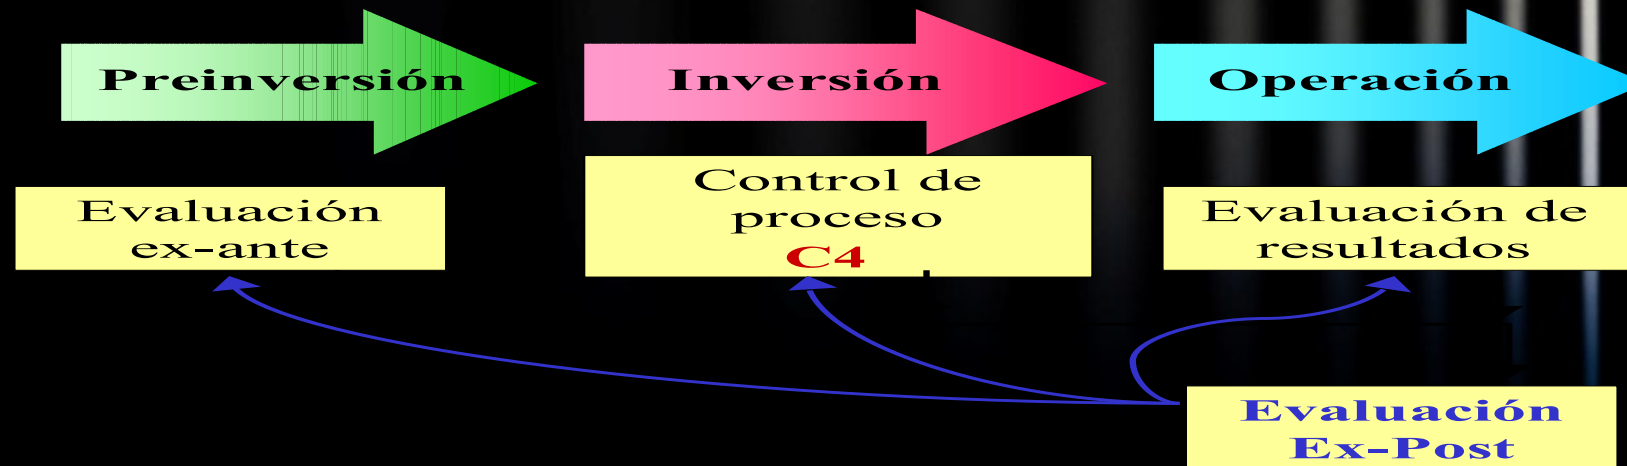 Preinversión
Inversión
Operación
Evaluación
ex-ante
Control de
proceso
C4
Evaluación de
resultados
Evaluación
Ex-Post